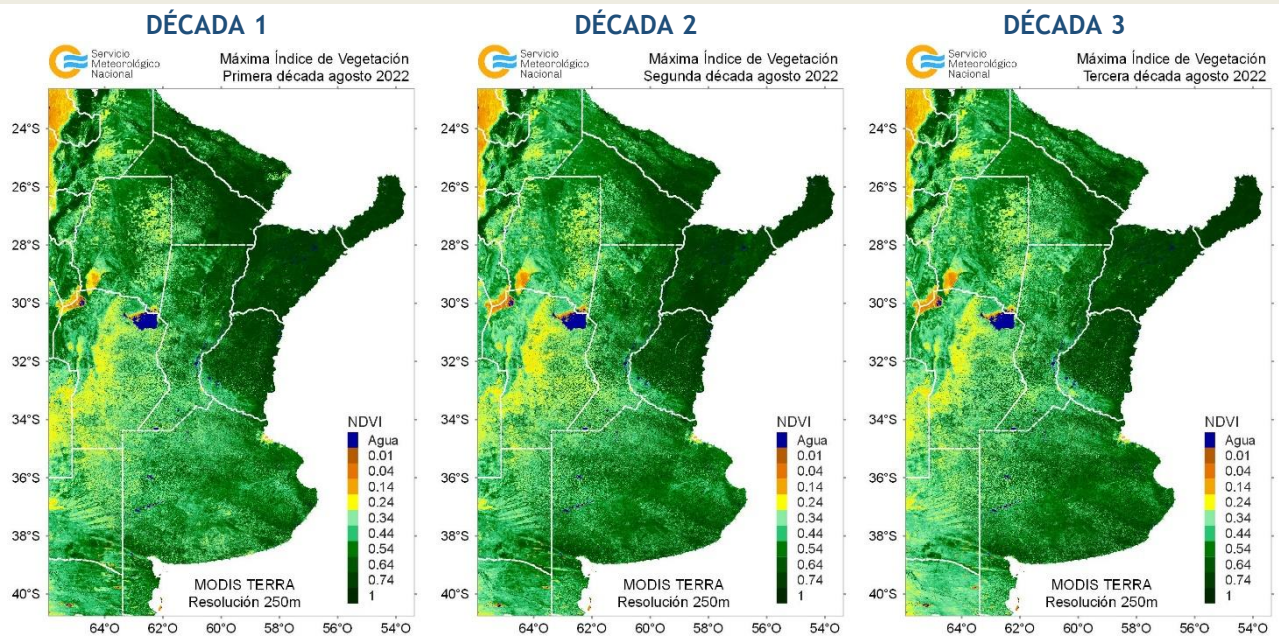 DÉCADA 1
Servicio
Meteorológico
Nacional
Máxima Índice de Vegetación
Primera década agosto 2022
24°S
26°S
28°S
30°S
32°S
34°S
36°S
38°S
40°S
NDVI
Agua
0.01
0.04
0.14
0.24
0.34
0.44
0.54
0.64
0.74
1
MODIS TERRA
Resolución 250m
64°O 62°O 60°O 58°O 56°O 54°O
DÉCADA 2
Servicio
Meteorológico
Nacional
Máxima Índice de Vegetación
Segunda década agosto 2022
24°S
26°S
28°S
30°S
32°S
34°S
36°S
38°S
40°S
NDVI
Agua
0.01
0.04
0.14
0.24
0.34
0.44
0.54
0.64
0.74
1
MODIS TERRA
Resolución 250m
64°O 62°O 60°O 58°O 56°O 54°O
DÉCADA 3
Servicio
Meteorológico
Nacional
Máxima Índice de Vegetación
Tercera década agosto 2022
24°S
26°S
28°S
30°S
32°S
34°S
36°S
38°S
40°S
NDVI
Agua
0.01
0.04
0.14
0.24
0.34
0.44
0.54
0.64
0.74
1
MODIS TERRA
Resolución 250m
64°O 62°O 60°O 58°O 56°O 54°O